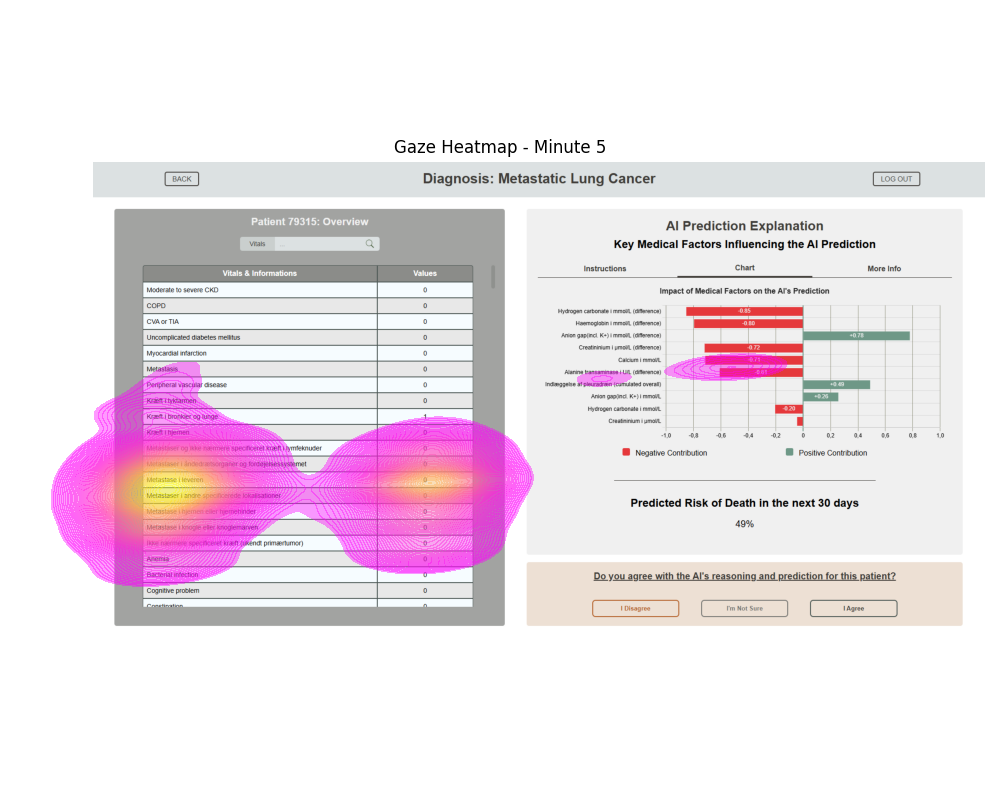 Gaze Heatmap - Minute 5
BACK
Diagnosis: Metastatic Lung Cancer
LOG OUT
Patient 79315: Overview
Vitals ...
Vitals & Informations Values
Moderate to severe CKD 0
COPD 0
CVA or TIA 0
Uncomplicated diabetes mellitus 0
Myocardial infarction 0
Metastasis 0
Peripheral vascular disease 0
Kræft i tyktarmen 0
Kræft i bronkier og lunge 1
Kræft i hjernen 0
Metastaser og ikke nærmere specificeret kræft i lymfeknuder 0
Metastaser i åndedrætsorganer og fordøjelsessystemet 0
Metastase i leveren 0
Metastaser i andre specificerede lokalisationer 0
Metastase i hjernen eller hjernehinder 0
Metastase i knogle eller knoglemarven 0
Ikke nærmere specificeret kræft (ukendt primærtumor) 0
Anemia 0
Bacterial infection 0
Cognitive problem 0
Constipation 0
AI Prediction Explanation
Key Medical Factors Influencing the AI Prediction
Instructions Chart More Info
Impact of Medical Factors on the AI's Prediction
Hydrogen carbonate i mmol/L (difference) -0.85
Haemoglobin i mmol/L (difference) -0.80
Anion gap(incl. K+) i mmol/L (difference) +0.78
Creatininium i µmol/L (difference) -0.72
Calcium i mmol/L -0.71
Alanine transaminase i U/L (difference) -0.61
Indlæggelse af pleuradræn (cumulated overall) +0.49
Anion gap(incl. K+) i mmol/L +0.26
Hydrogen carbonate i mmol/L -0.20
Creatininium i µmol/L
-1,0 -0,8 -0,6 -0,4 -0,2 0 0,2 0,4 0,6 0,8 1,0
Negative Contribution Positive Contribution
Predicted Risk of Death in the next 30 days
49%
Do you agree with the AI's reasoning and prediction for this patient?
I Disagree I'm Not Sure I Agree